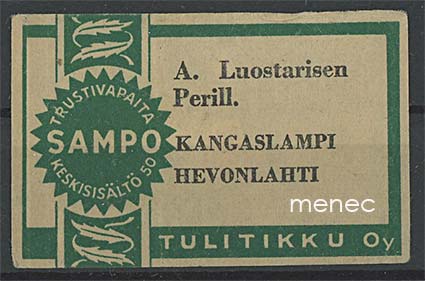 TRUSTIVAPAITA
SAMPO
KESKISISÄLTÖ 50
A. Luostarisen
Perill.
KANGASLAMPI
HEVONLAHTI
menec
TULITIKKU Oy